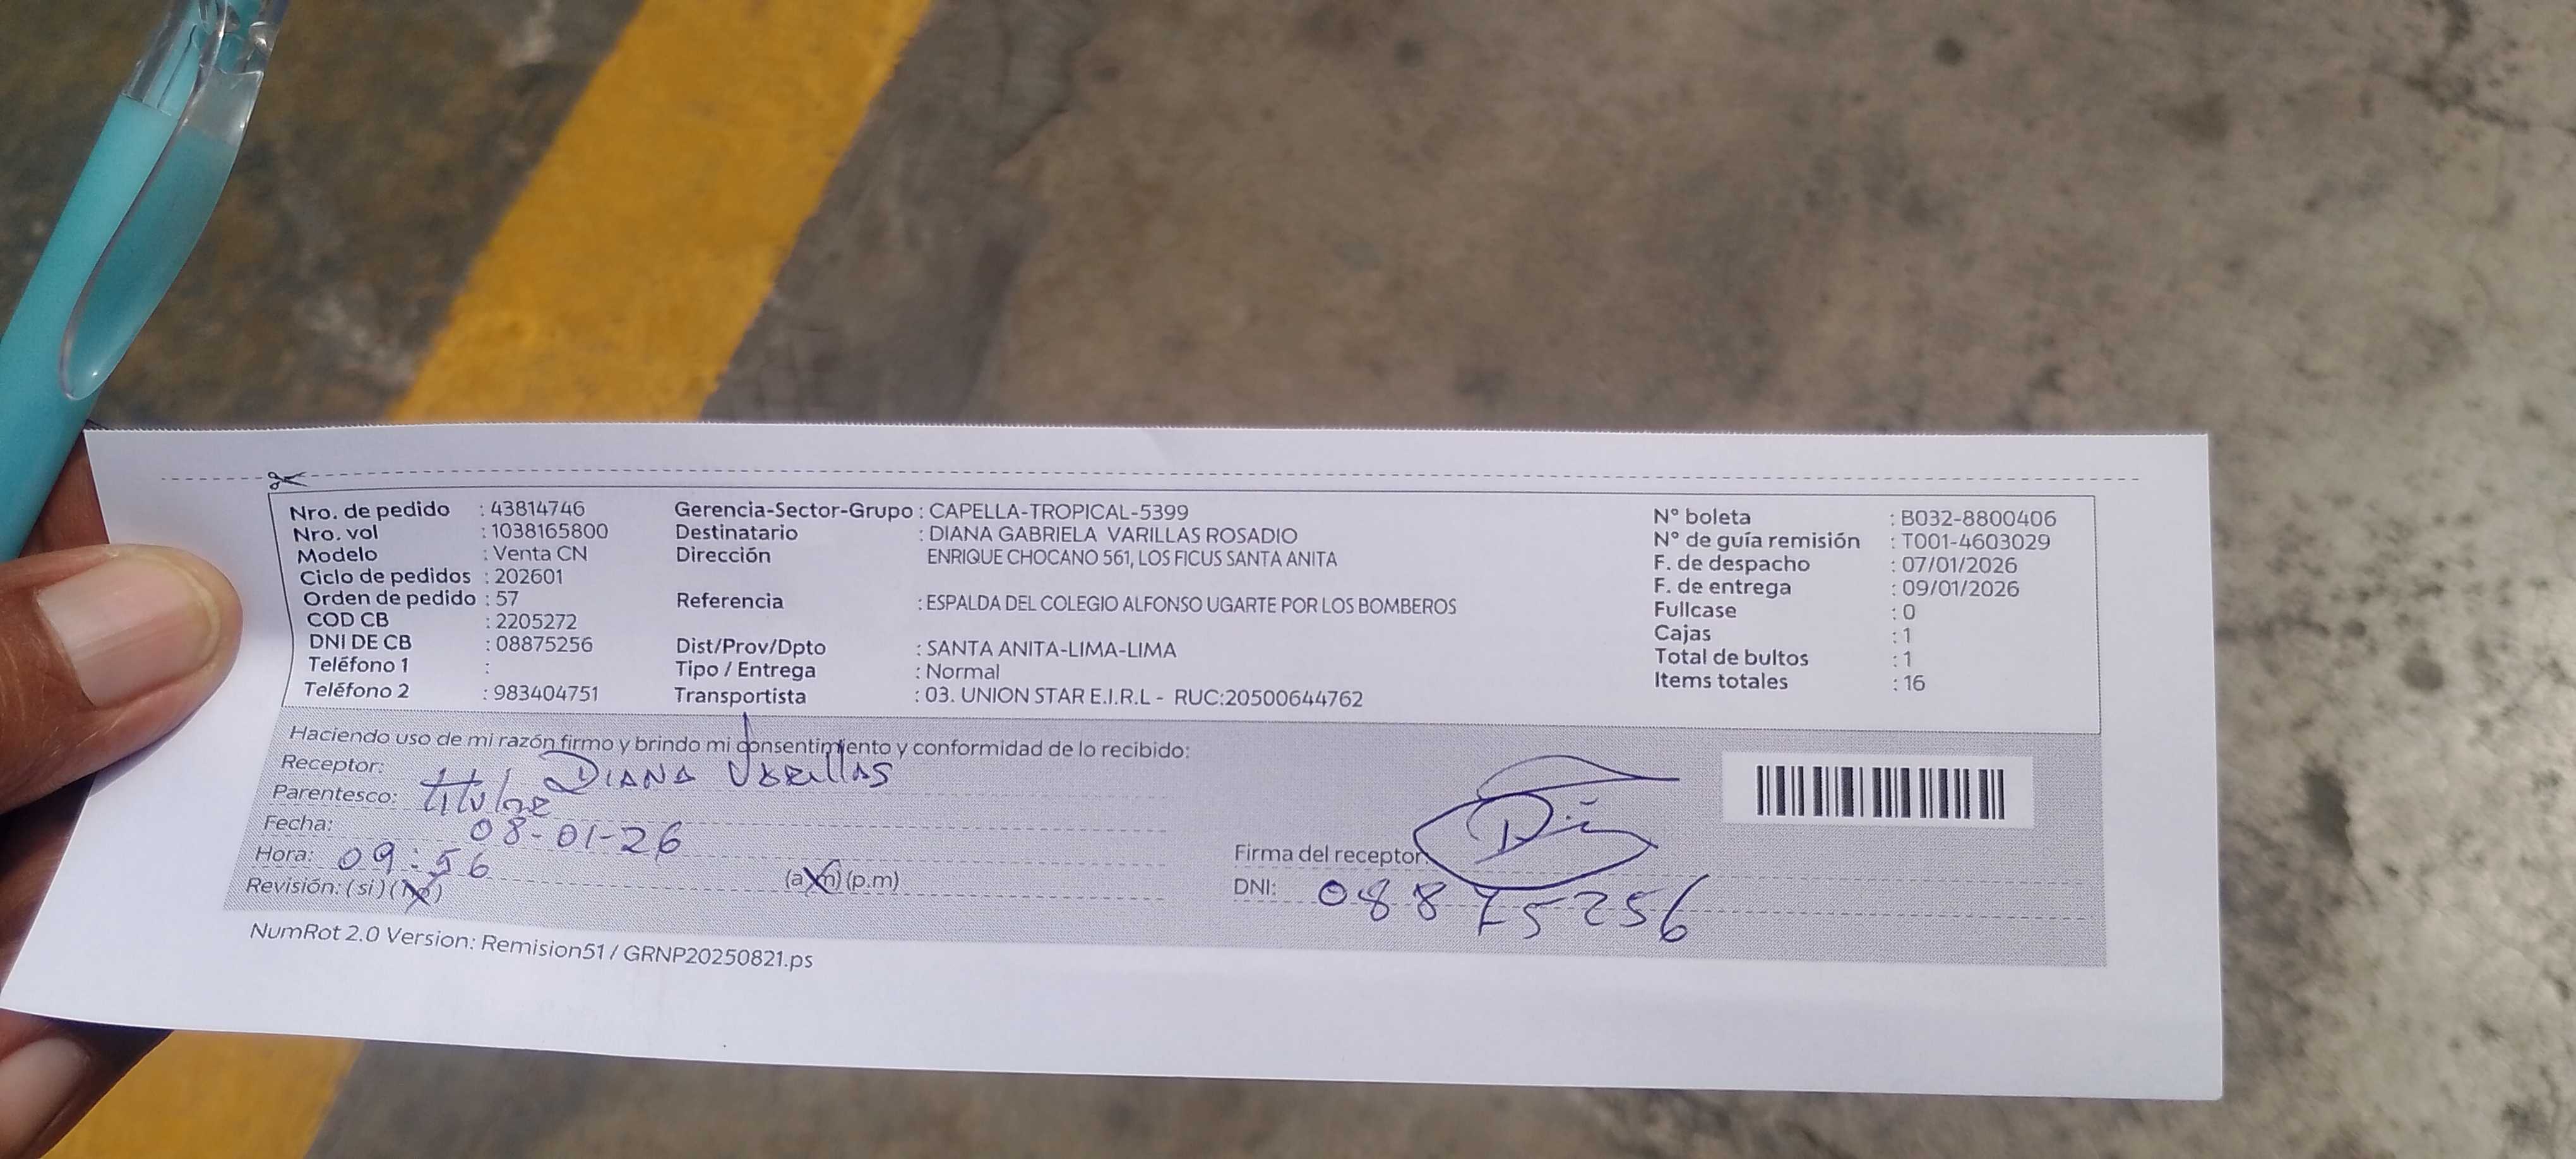 Nro. de pedido : 43814746 Gerencia-Sector-Grupo : CAPELLA-TROPICAL-5399 N° boleta : B032-8800406
Nro. vol : 1038165800 Destinatario : DIANA GABRIELA VARILLAS ROSADIO N° de guía remisión : T001-4603029
Modelo : Venta CN Dirección ENRIQUE CHOCANO 561, LOS FICUS SANTA ANITA F. de despacho : 07/01/2026
Ciclo de pedidos : 202601 F. de entrega : 09/01/2026
Orden de pedido : 57 Referencia : ESPALDA DEL COLEGIO ALFONSO UGARTE POR LOS BOMBEROS Fullcase : 0
COD CB : 2205272 Cajas : 1
DNI DE CB : 08875256 Dist/Prov/Dpto : SANTA ANITA-LIMA-LIMA Total de bultos : 1
Teléfono 1 : Tipo / Entrega : Normal Items totales : 16
Teléfono 2 : 983404751 Transportista : 03. UNION STAR E.I.R.L - RUC:20500644762
Haciendo uso de mi razón firmo y brindo mi consentimiento y conformidad de lo recibido:
Receptor: DIANA VARILLAS
Parentesco: titular
Fecha: 08-01-26
Hora: 09:56 (a.m) (p.m) Firma del receptor:
Revisión: (si) (no) DNI: 08875256
NumRot 2.0 Version: Remision51 / GRNP20250821.ps